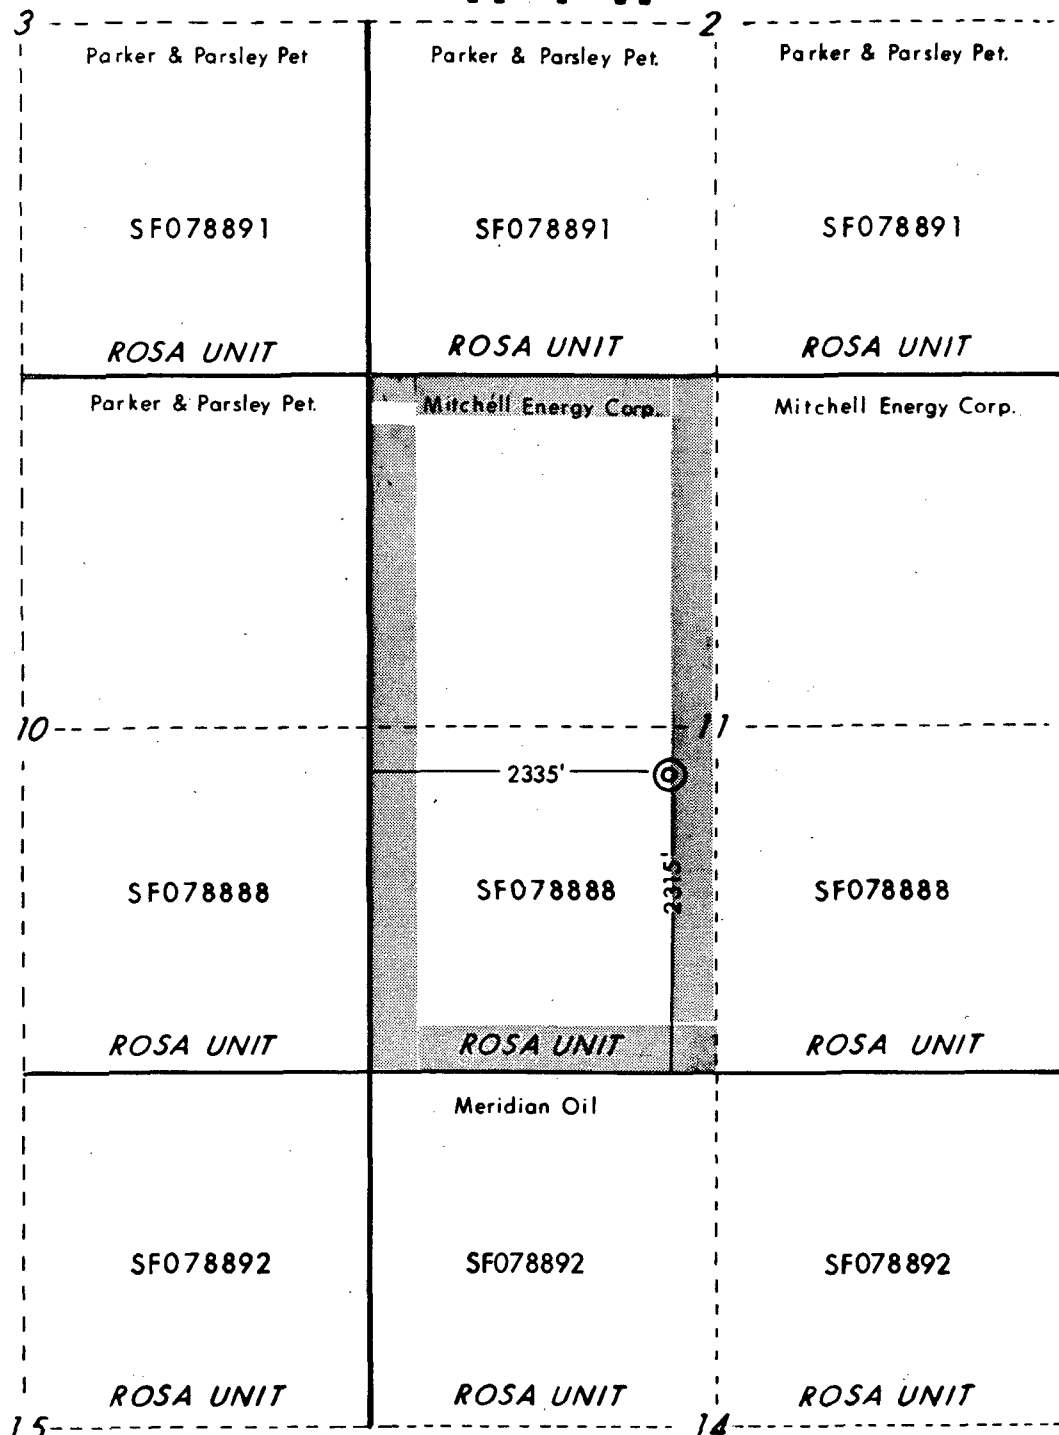 3 2
Parker & Parsley Pet Parker & Parsley Pet. Parker & Parsley Pet.
SF078891 SF078891 SF078891
ROSA UNIT ROSA UNIT ROSA UNIT
Parker & Parsley Pet. Mitchell Energy Corp. Mitchell Energy Corp.
10 11
2335'
2315'
SF078888 SF078888 SF078888
ROSA UNIT ROSA UNIT ROSA UNIT
Meridian Oil
SF078892 SF078892 SF078892
ROSA UNIT ROSA UNIT ROSA UNIT
15 14